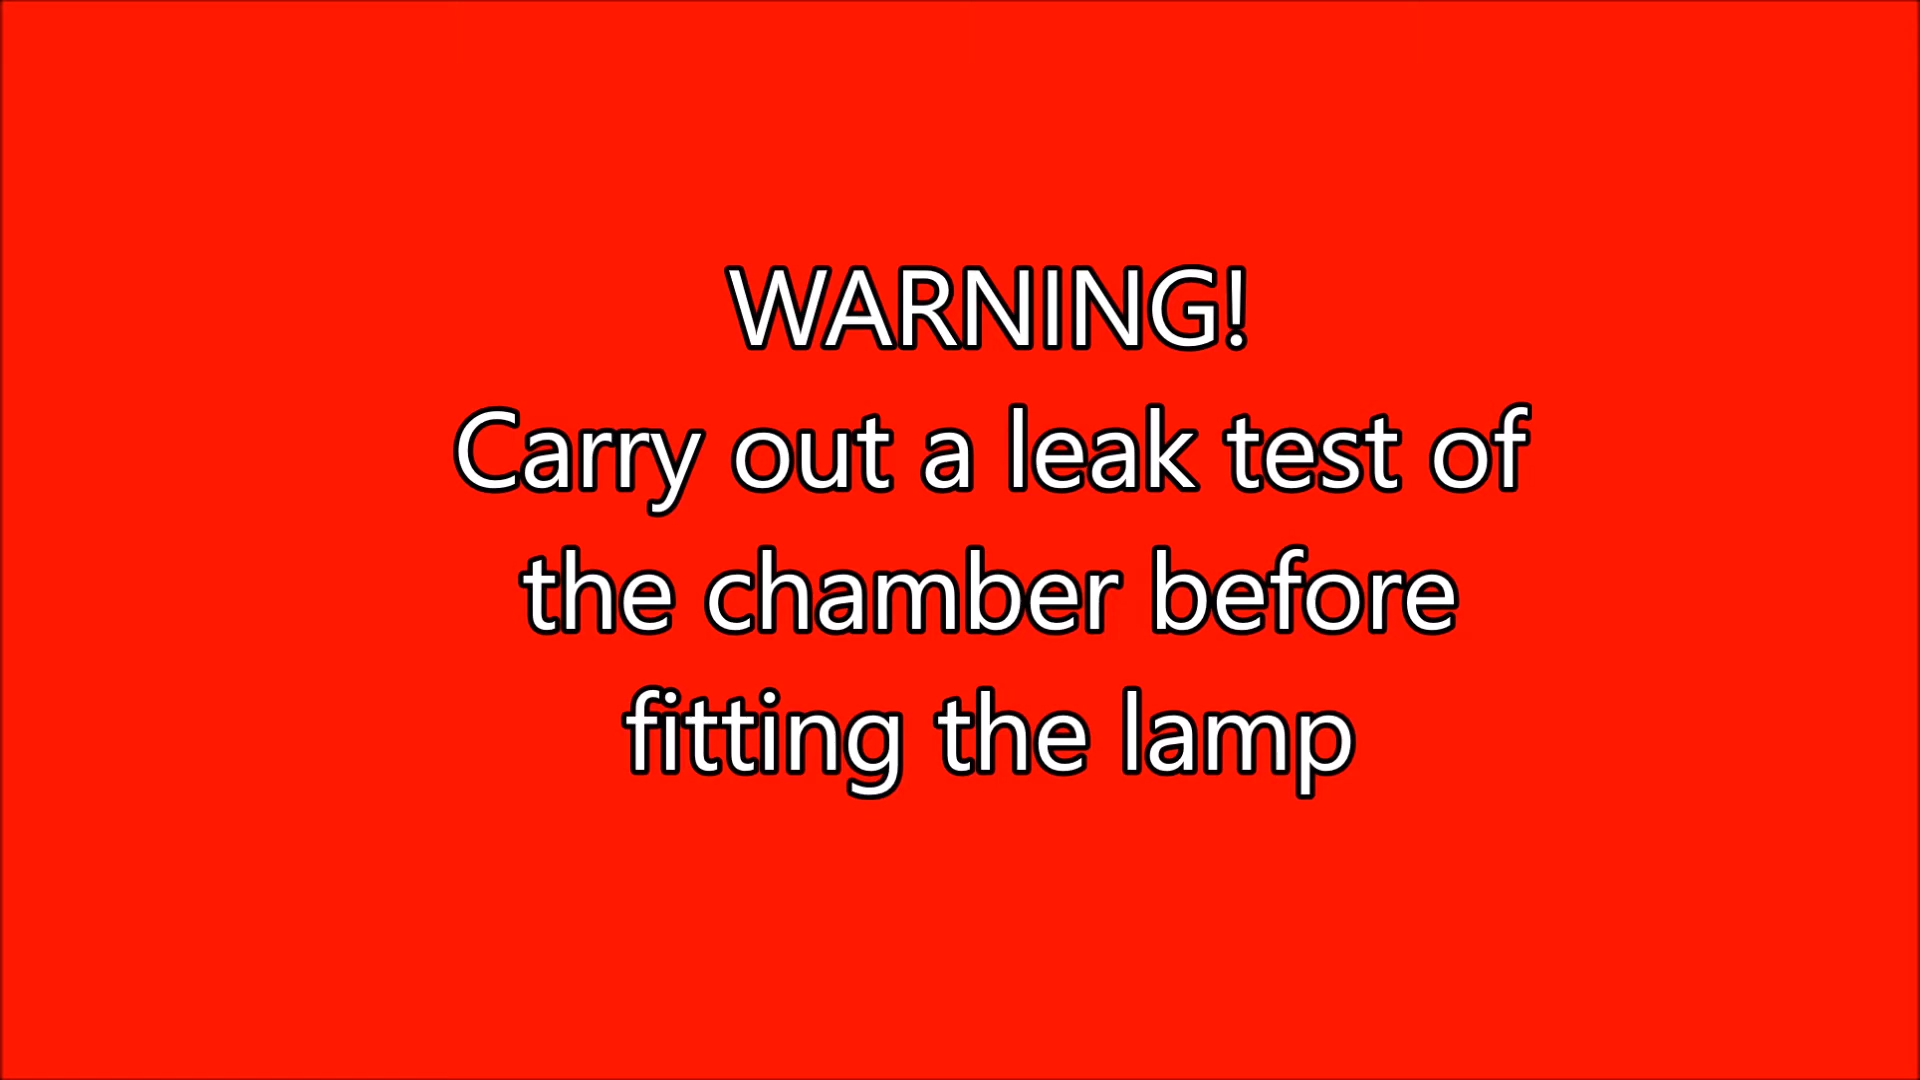 WARNING!
Carry out a leak test of
the chamber before
fitting the lamp